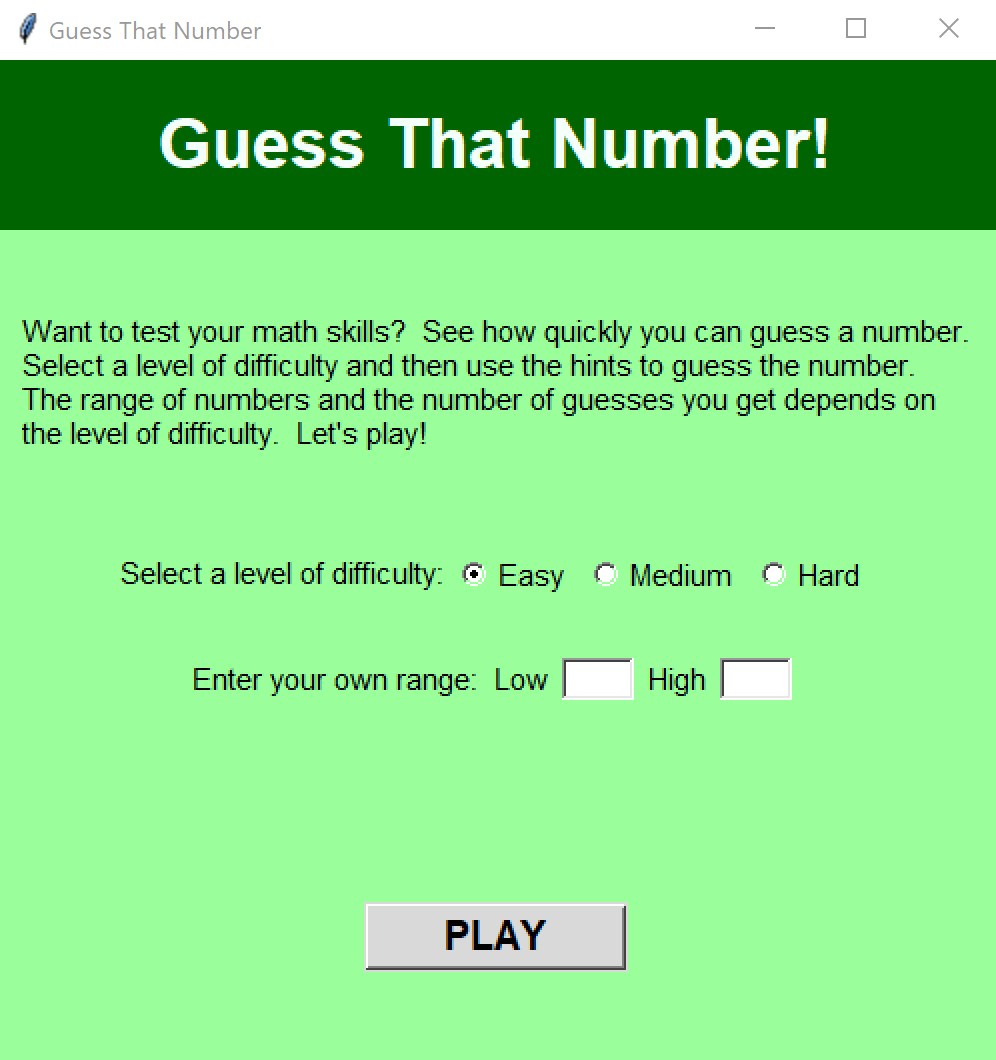 Guess That Number
Guess That Number!
Want to test your math skills?  See how quickly you can guess a number.
Select a level of difficulty and then use the hints to guess the number.
The range of numbers and the number of guesses you get depends on
the level of difficulty.  Let's play!
Select a level of difficulty: Easy Medium Hard
Enter your own range:  Low High
PLAY